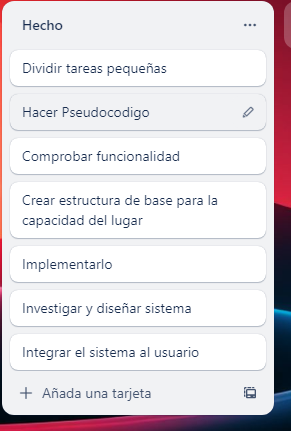 Hecho
Dividir tareas pequeñas
Hacer Pseudocodigo
Comprobar funcionalidad
Crear estructura de base para la
capacidad del lugar
Implementarlo
Investigar y diseñar sistema
Integrar el sistema al usuario
Añada una tarjeta